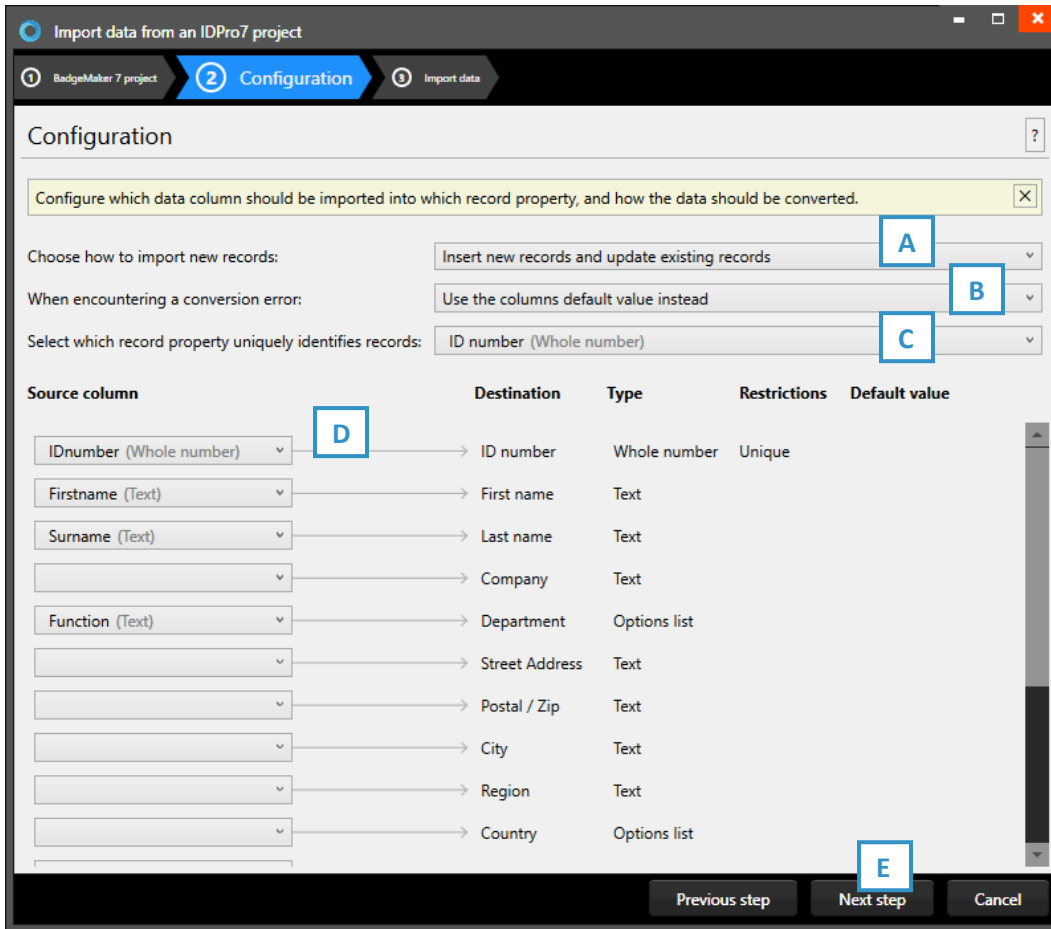 Import data from an IDPro7 project
1 BadgeMaker 7 project 2 Configuration 3 Import data
Configuration ?
Configure which data column should be imported into which record property, and how the data should be converted.
A
Choose how to import new records: Insert new records and update existing records
B
When encountering a conversion error: Use the columns default value instead
C
Select which record property uniquely identifies records: ID number (Whole number)
Source column Destination Type Restrictions Default value
D
IDnumber (Whole number) ID number Whole number Unique
Firstname (Text) First name Text
Surname (Text) Last name Text
Company Text
Function (Text) Department Options list
Street Address Text
Postal / Zip Text
City Text
Region Text
Country Options list
E
Previous step Next step Cancel